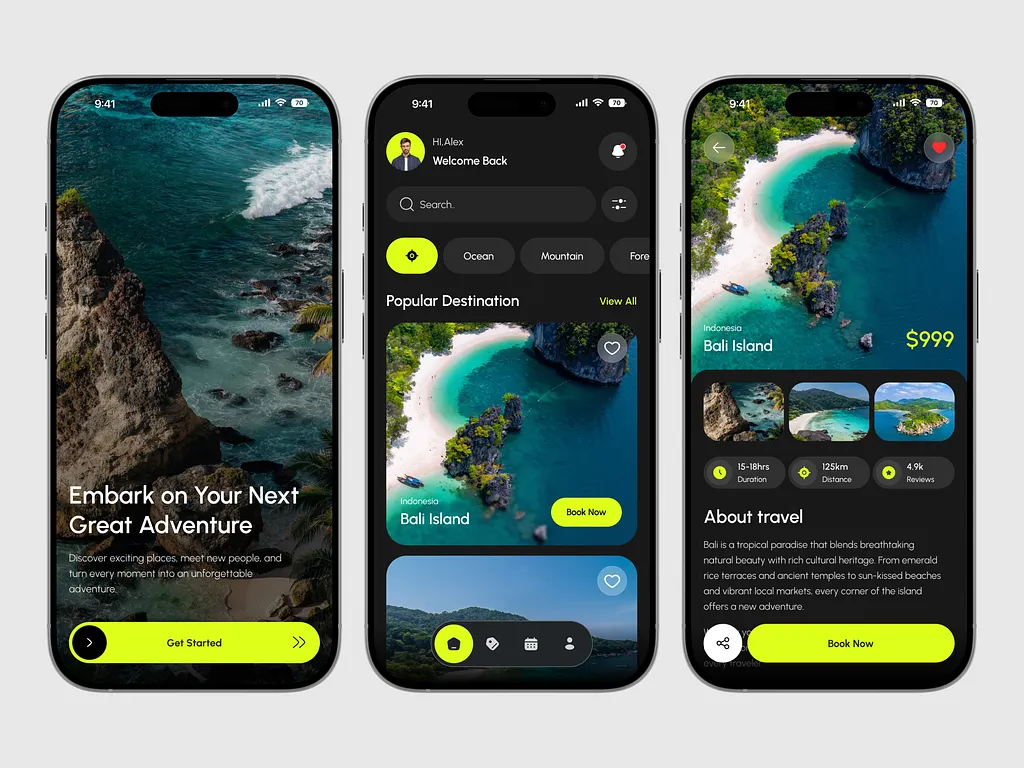 9:41
70
Embark on Your Next
Great Adventure
Discover exciting places, meet new people, and
turn every moment into an unforgettable
adventure.
Get Started
9:41
70
HI,Alex
Welcome Back
Search.
Ocean
Mountain
Fore
Popular Destination
View All
Indonesia
Bali Island
Book Now
9:41
70
Indonesia
Bali Island
$999
15-18hrs
Duration
125km
Distance
4.9k
Reviews
About travel
Bali is a tropical paradise that blends breathtaking
natural beauty with rich cultural heritage. From emerald
rice terraces and ancient temples to sun-kissed beaches
and vibrant local markets, every corner of the island
offers a new adventure.
Book Now
every traveler